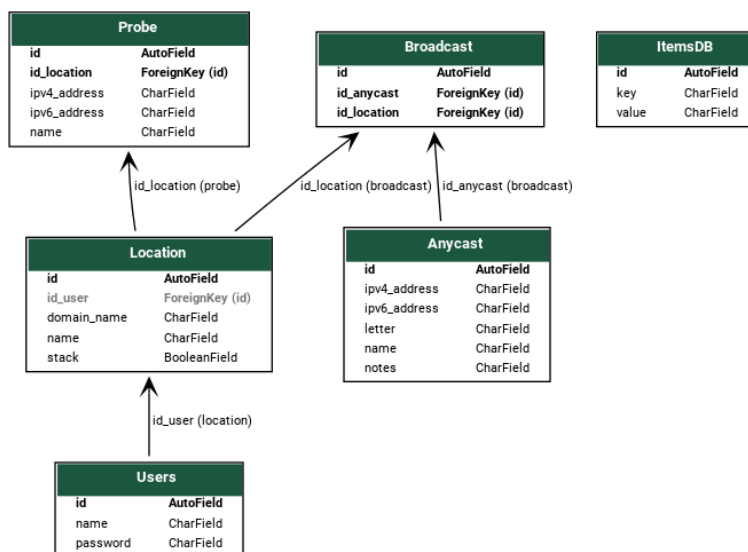 Probe
id AutoField
id_location ForeignKey (id)
ipv4_address CharField
ipv6_address CharField
name CharField
Broadcast
id AutoField
id_anycast ForeignKey (id)
id_location ForeignKey (id)
ItemsDB
id AutoField
key CharField
value CharField
id_location (probe)
id_location (broadcast)
id_anycast (broadcast)
Location
id AutoField
id_user ForeignKey (id)
domain_name CharField
name CharField
stack BooleanField
Anycast
id AutoField
ipv4_address CharField
ipv6_address CharField
letter CharField
name CharField
notes CharField
id_user (location)
Users
id AutoField
name CharField
password CharField